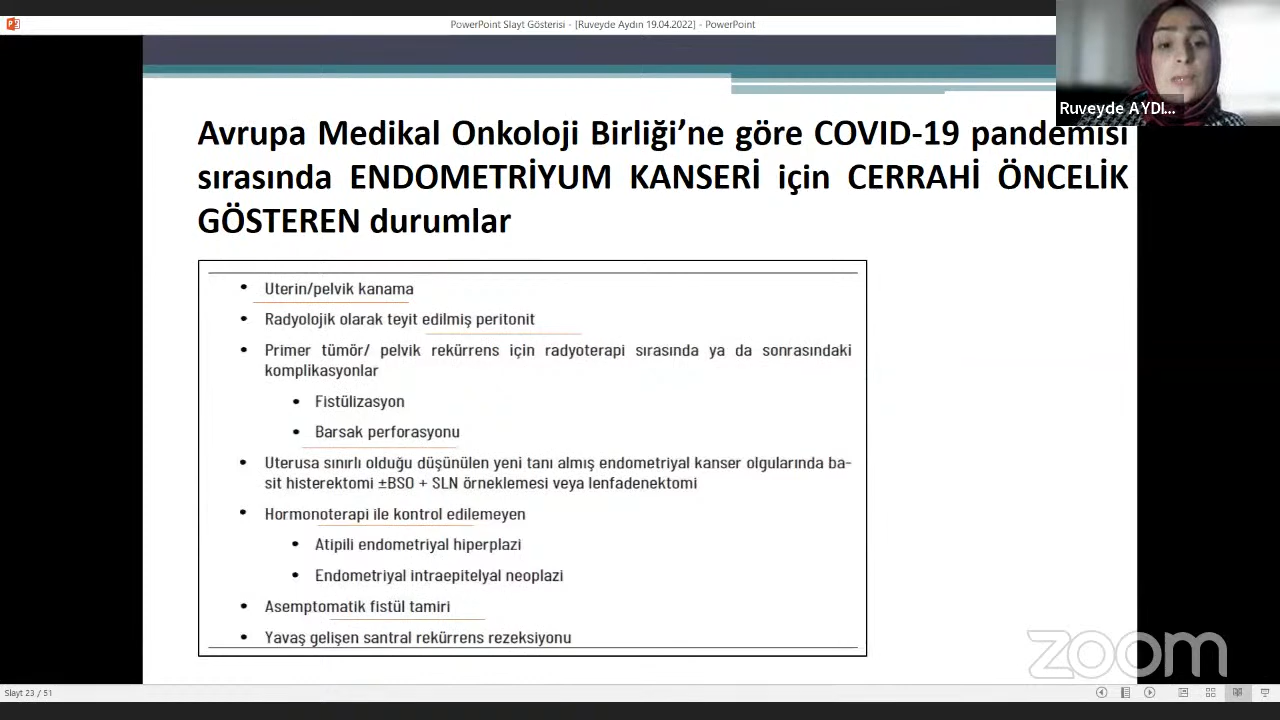 PowerPoint Slayt Gösterisi - [Ruveyde Aydın 19.04.2022] - PowerPoint
Ruveyde AYDI...
Avrupa Medikal Onkoloji Birliği’ne göre COVID-19 pandemisi
sırasında ENDOMETRİYUM KANSERİ için CERRAHİ ÖNCELİK
GÖSTEREN durumlar
• Uterin/pelvik kanama
• Radyolojik olarak teyit edilmiş peritonit
• Primer tümör/ pelvik rekürrens için radyoterapi sırasında ya da sonrasındaki
komplikasyonlar
• Fistülizasyon
• Barsak perforasyonu
• Uterusa sınırlı olduğu düşünülen yeni tanı almış endometriyal kanser olgularında ba-
sit histerektomi ±BSO + SLN örneklemesi veya lenfadenektomi
• Hormonoterapi ile kontrol edilemeyen
• Atipili endometriyal hiperplazi
• Endometriyal intraepitelyal neoplazi
• Asemptomatik fistül tamiri
• Yavaş gelişen santral rekürrens rezeksiyonu
zoom
Slayt 23 / 51